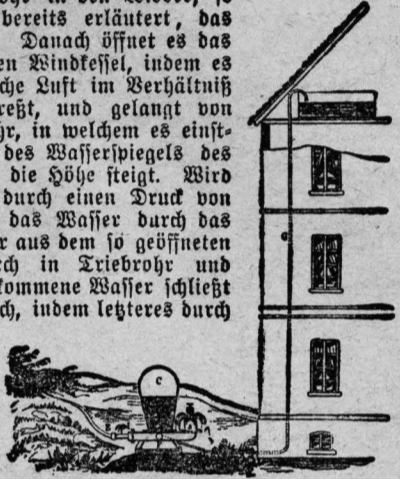 bereits erläutert, das
Danach öffnet es das
en Windkessel, indem es
che Luft im Verhältniß
reßt, und gelangt von
hr, in welchem es einst=
des Wasserspiegels des
die Höhe steigt. Wird
durch einen Druck von
das Wasser durch das
r aus dem so geöffneten
rch in Triebrohr und
kommene Wasser schließt
ch, indem letzteres durch
c
c